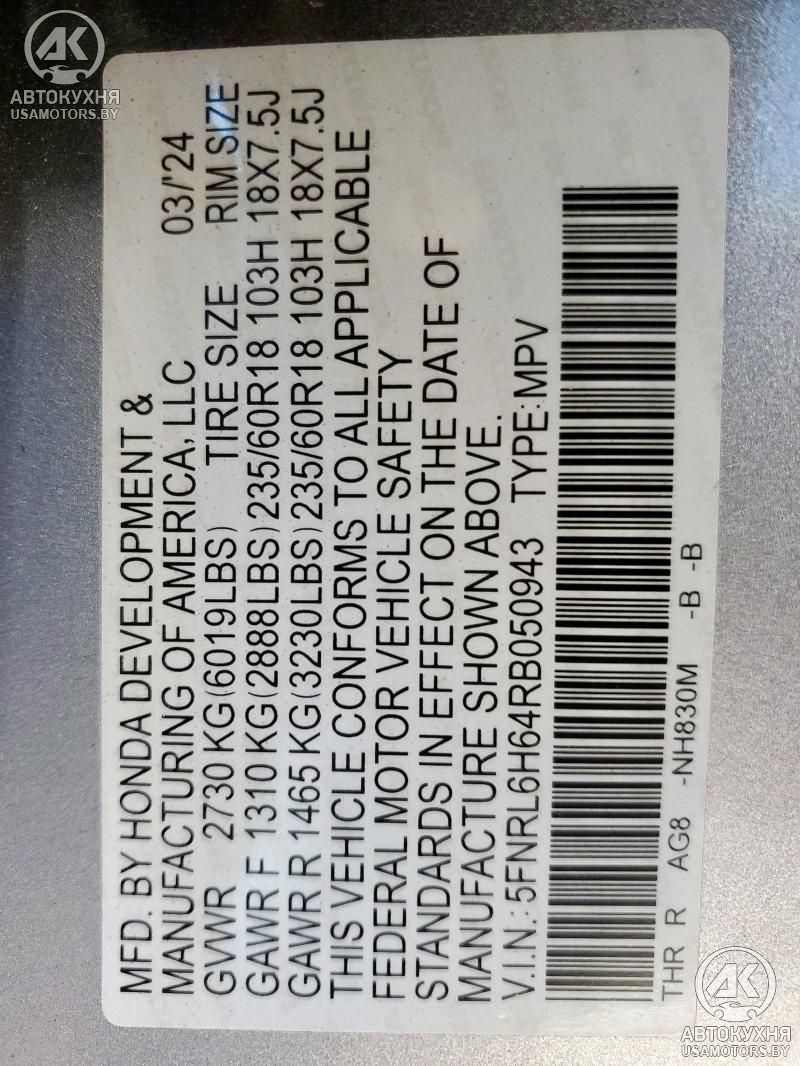 АВТОКУХНЯ
USAMOTORS.BY
MFD. BY HONDA DEVELOPMENT &
MANUFACTURING OF AMERICA, LLC 03/'24
GVWR 2730 KG(6019LBS) TIRE SIZE RIM SIZE
GAWR F 1310 KG(2888LBS)235/60R18 103H 18X7.5J
GAWR R 1465 KG(3230LBS)235/60R18 103H 18X7.5J
THIS VEHICLE CONFORMS TO ALL APPLICABLE
FEDERAL MOTOR VEHICLE SAFETY
STANDARDS IN EFFECT ON THE DATE OF
MANUFACTURE SHOWN ABOVE.
V.I.N.:5FNRL6H64RB050943 TYPE:MPV
THR R AG8 -NH830M -B -B
АВТОКУХНЯ
USAMOTORS.BY